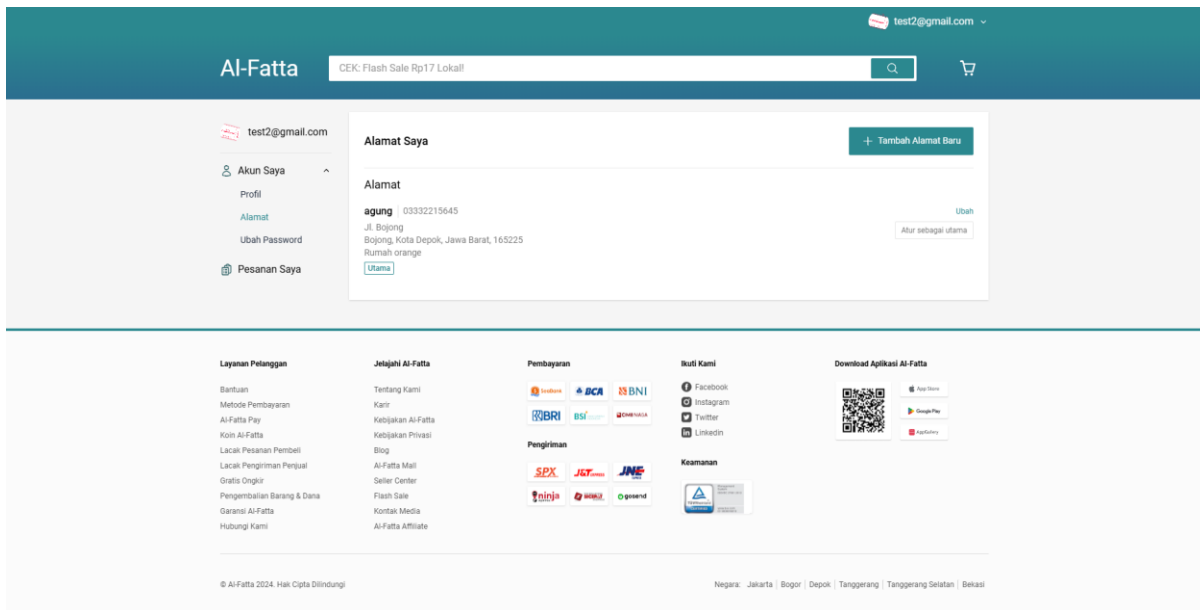 test2@gmail.com
Al-Fatta
CEK: Flash Sale Rp17 Lokal!
test2@gmail.com
Akun Saya
Profil
Alamat
Ubah Password
Pesanan Saya
Alamat Saya
+ Tambah Alamat Baru
Alamat
agung 03332215645
Ubah
Jl. Bojong
Atur sebagai utama
Bojong, Kota Depok, Jawa Barat, 165225
Rumah orange
Utama
Layanan Pelanggan
Bantuan
Metode Pembayaran
Al-Fatta Pay
Koin Al-Fatta
Lacak Pesanan Pembeli
Lacak Pengiriman Penjual
Gratis Ongkir
Pengembalian Barang & Dana
Garansi Al-Fatta
Hubungi Kami
Jelajahi Al-Fatta
Tentang Kami
Karir
Kebijakan Al-Fatta
Kebijakan Privasi
Blog
Al-Fatta Mall
Seller Center
Flash Sale
Kontak Media
Al-Fatta Affiliate
Pembayaran
SeaBank BCA BNI
BRI BSI CIMB NIAGA
Pengiriman
SPX J&T EXPRESS JNE
ninja gosend
Ikuti Kami
Facebook
Instagram
Twitter
Linkedin
Keamanan
Download Aplikasi Al-Fatta
App Store
Google Play
AppGallery
© Al-Fatta 2024. Hak Cipta Dilindungi
Negara: Jakarta Bogor Depok Tanggerang Tanggerang Selatan Bekasi